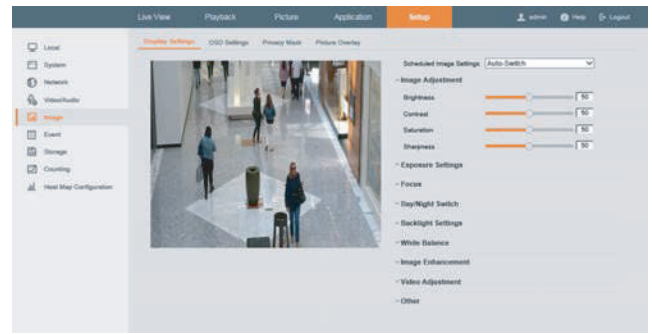 Live View Playback Picture Application Setup admin Help Logout
Display Settings OSD Settings Privacy Mask Picture Overlay
Local
System
Network
Video/Audio
Image
Event
Storage
Counting
Heat Map Configuration
Scheduled Image Settings Auto-Switch
Image Adjustment
Brightness 50
Contrast 50
Saturation 50
Sharpness 50
Exposure Settings
Focus
Day/Night Switch
Backlight Settings
White Balance
Image Enhancement
Video Adjustment
Other